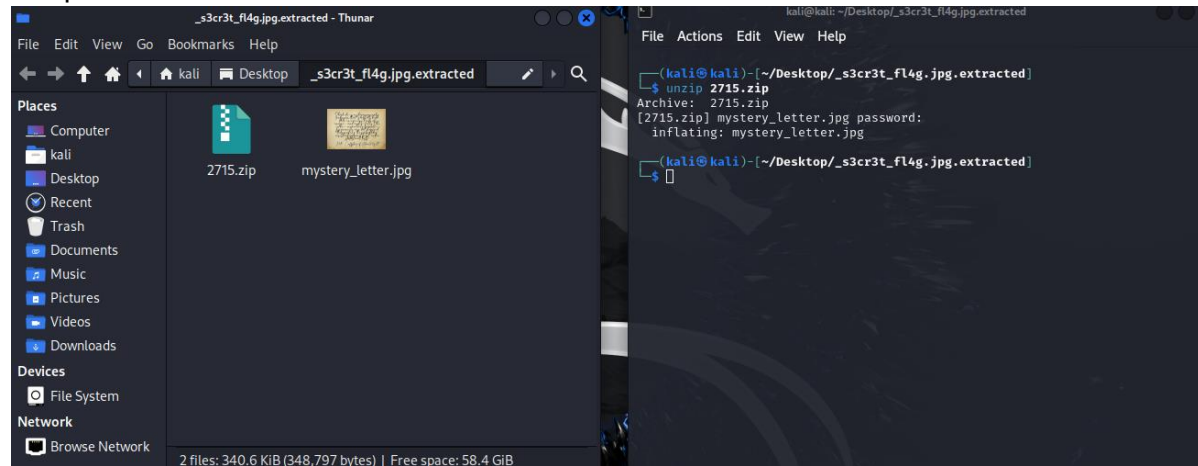 _s3cr3t_fl4g.jpg.extracted - Thunar
File Edit View Go Bookmarks Help
kali Desktop _s3cr3t_fl4g.jpg.extracted
Places
Computer
kali
Desktop
Recent
Trash
Documents
Music
Pictures
Videos
Downloads
Devices
File System
Network
Browse Network
2715.zip mystery_letter.jpg
2 files: 340.6 KiB (348,797 bytes) | Free space: 58.4 GiB
kali@kali: ~/Desktop/_s3cr3t_fl4g.jpg.extracted
File Actions Edit View Help
┌──(kali㉿kali)-[~/Desktop/_s3cr3t_fl4g.jpg.extracted]
└─$ unzip 2715.zip
Archive: 2715.zip
[2715.zip] mystery_letter.jpg password:
inflating: mystery_letter.jpg
┌──(kali㉿kali)-[~/Desktop/_s3cr3t_fl4g.jpg.extracted]
└─$